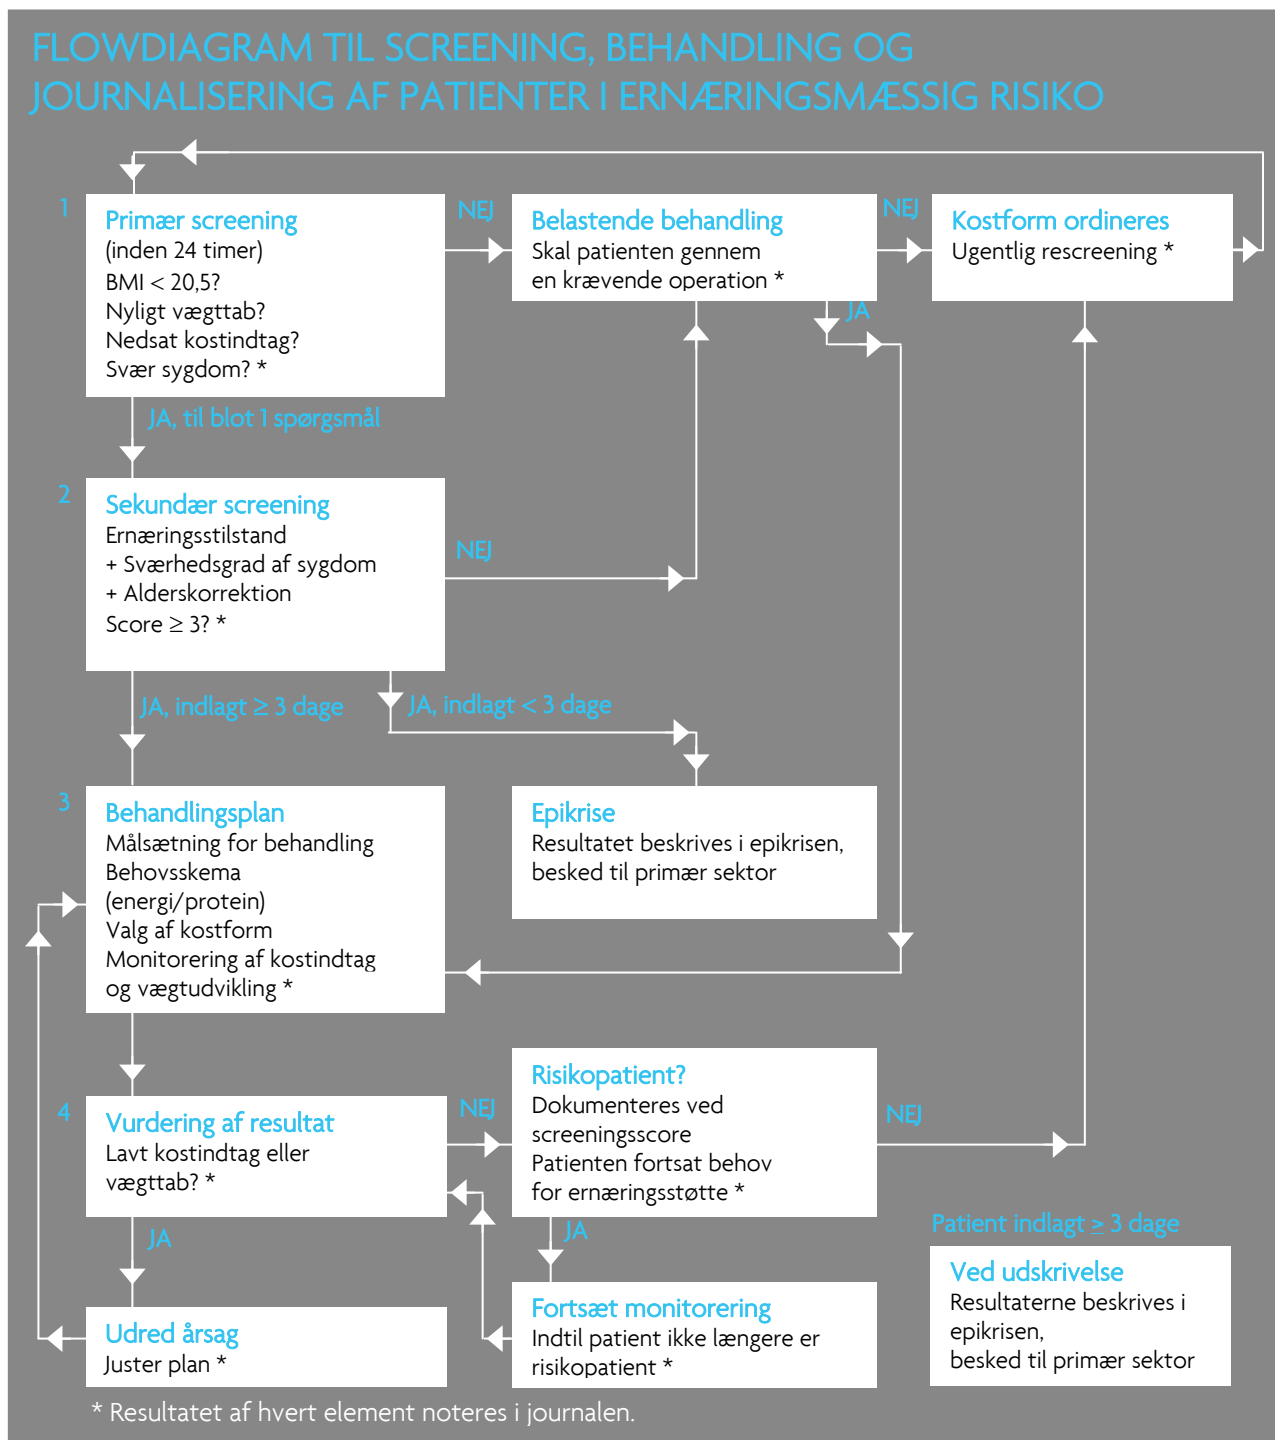 FLOWDIAGRAM TIL SCREENING, BEHANDLING OG
JOURNALISERING AF PATIENTER I ERNÆRINGSMÆSSIG RISIKO
1
Primær screening
(inden 24 timer)
BMI < 20,5?
Nyligt vægttab?
Nedsat kostindtag?
Svær sygdom? *
NEJ
Belastende behandling
Skal patienten gennem
en krævende operation *
NEJ
Kostform ordineres
Ugentlig rescreening *
JA
JA, til blot 1 spørgsmål
2
Sekundær screening
Ernæringsstilstand
+ Sværhedsgrad af sygdom
+ Alderskorrektion
Score ≥ 3? *
NEJ
JA, indlagt ≥ 3 dage
JA, indlagt < 3 dage
3
Behandlingsplan
Målsætning for behandling
Behovsskema
(energi/protein)
Valg af kostform
Monitorering af kostindtag
og vægtudvikling *
Epikrise
Resultatet beskrives i epikrisen,
besked til primær sektor
4
Vurdering af resultat
Lavt kostindtag eller
vægttab? *
NEJ
Risikopatient?
Dokumenteres ved
screeningsscore
Patienten fortsat behov
for ernæringsstøtte *
NEJ
JA
JA
Udred årsag
Juster plan *
Fortsæt monitorering
Indtil patient ikke længere er
risikopatient *
Patient indlagt ≥ 3 dage
Ved udskrivelse
Resultaterne beskrives i
epikrisen,
besked til primær sektor
* Resultatet af hvert element noteres i journalen.